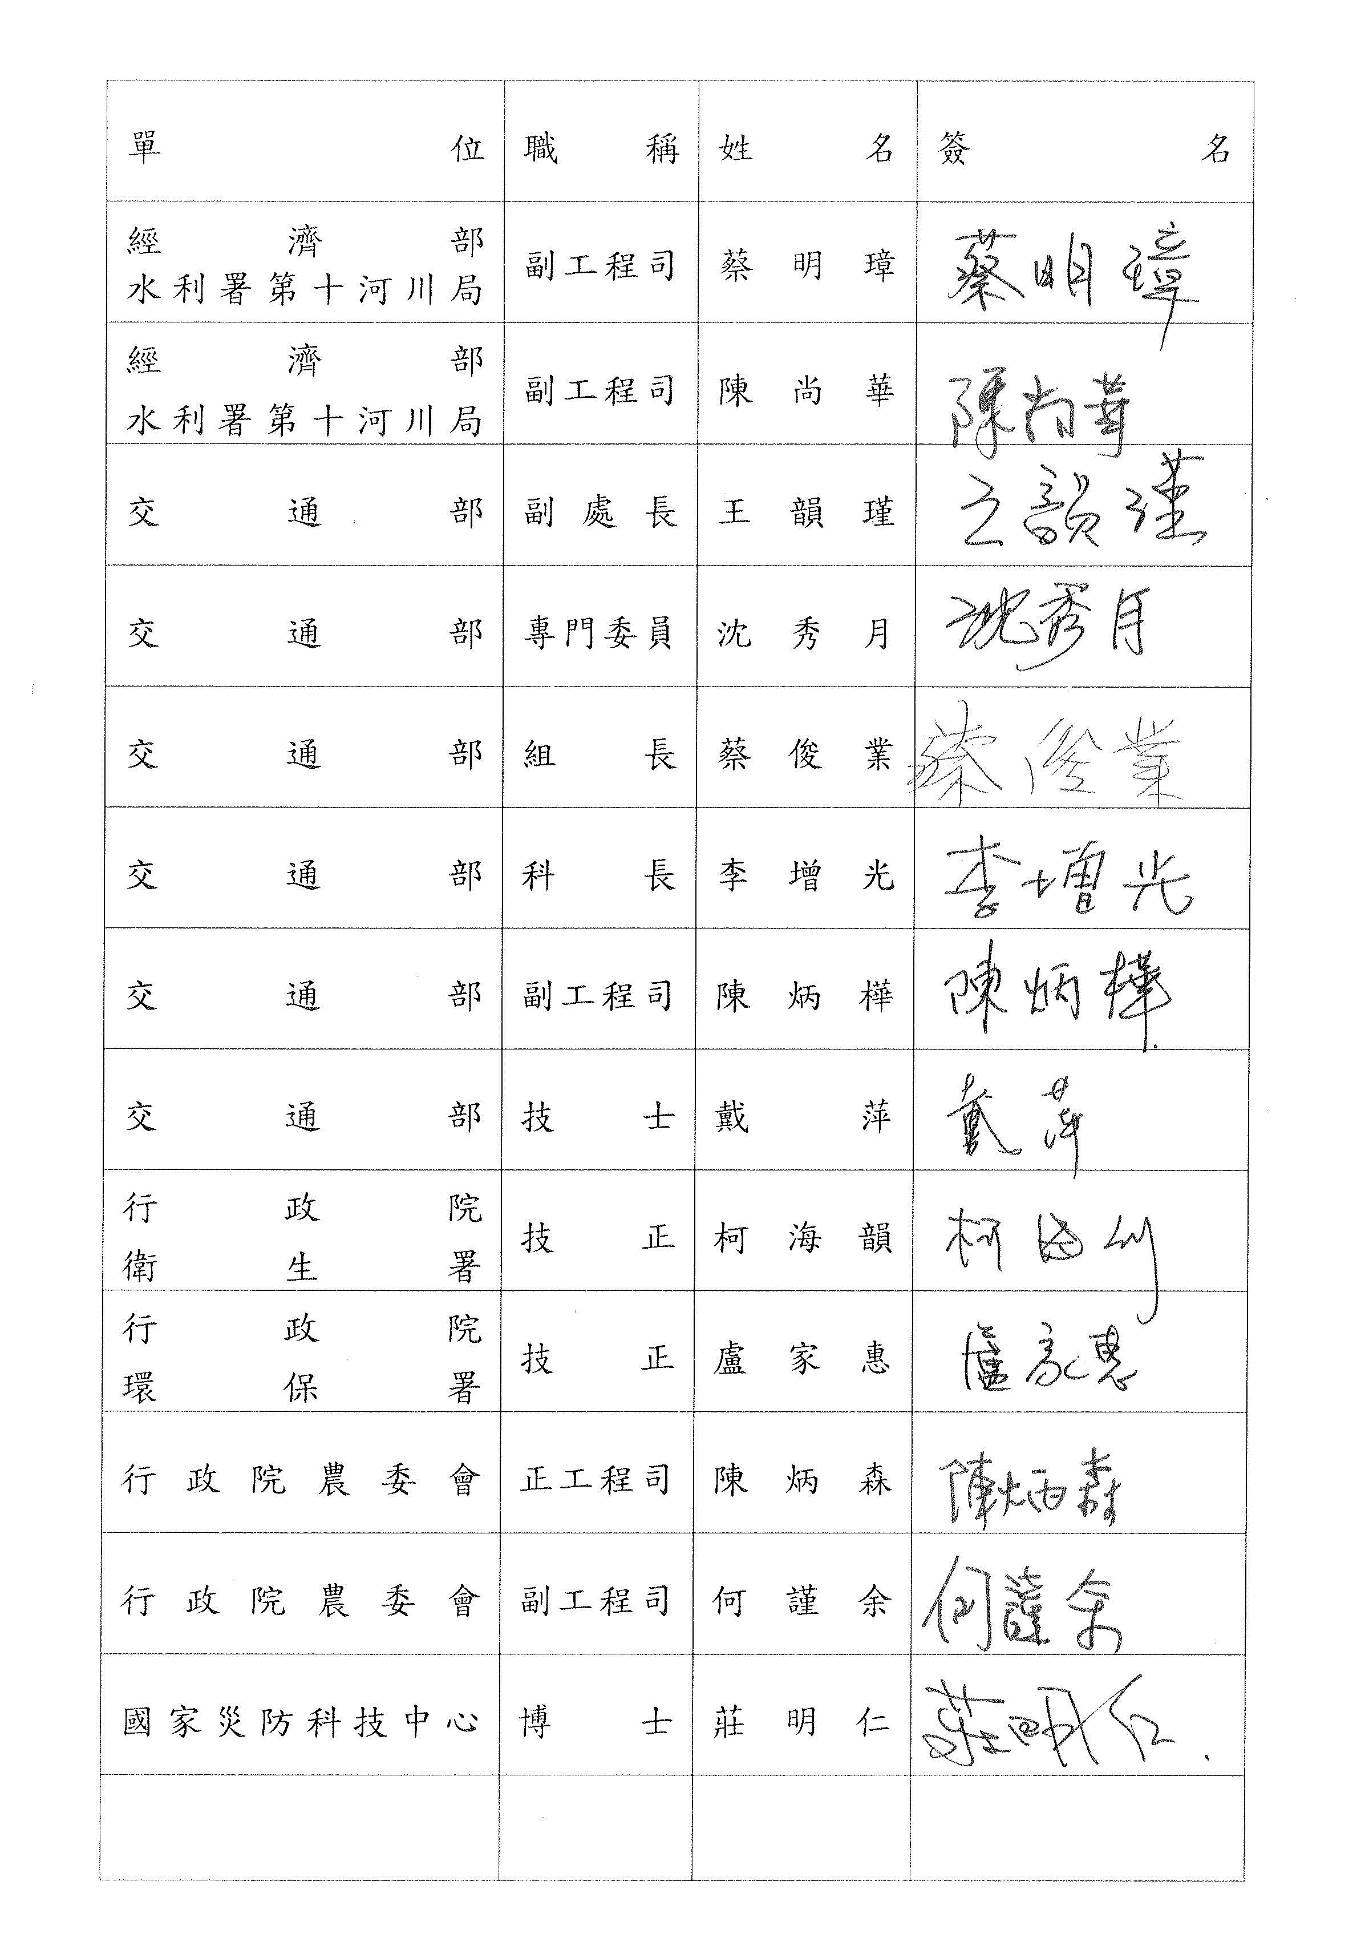 單位 職稱 姓名 簽名
經濟部
水利署第十河川局 副工程司 蔡明璋 蔡明璋
經濟部
水利署第十河川局 副工程司 陳尚華 陳尚華
交通部 副處長 王韻瑾 王韻瑾
交通部 專門委員 沈秀月 沈秀月
交通部 組長 蔡俊業 蔡俊業
交通部 科長 李增光 李增光
交通部 副工程司 陳炳樺 陳炳樺
交通部 技士 戴萍 戴萍
行政院
衛生署 技正 柯海韻 柯海
行政院
環保署 技正 盧家惠 盧家惠
行政院農委會 正工程司 陳炳森 陳炳森
行政院農委會 副工程司 何謹余 何謹余
國家災防科技中心 博士 莊明仁 莊明仁.